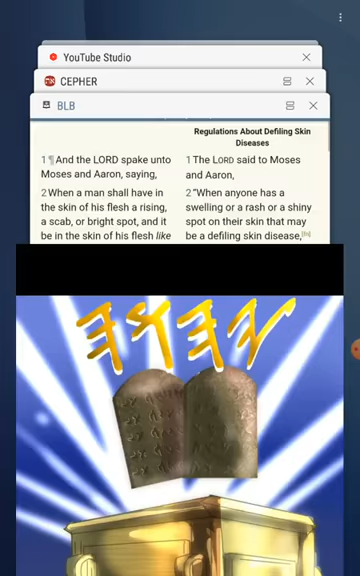 YouTube Studio
CEPHER
BLB
Regulations About Defiling Skin
Diseases
1 ¶ And the LORD spake unto
Moses and Aaron, saying,
2 When a man shall have in
the skin of his flesh a rising,
a scab, or bright spot, and it
be in the skin of his flesh like
1 The LORD said to Moses
and Aaron,
2 “When anyone has a
swelling or a rash or a shiny
spot on their skin that may
be a defiling skin disease,[fn]
𐤉𐤄𐤅𐤄